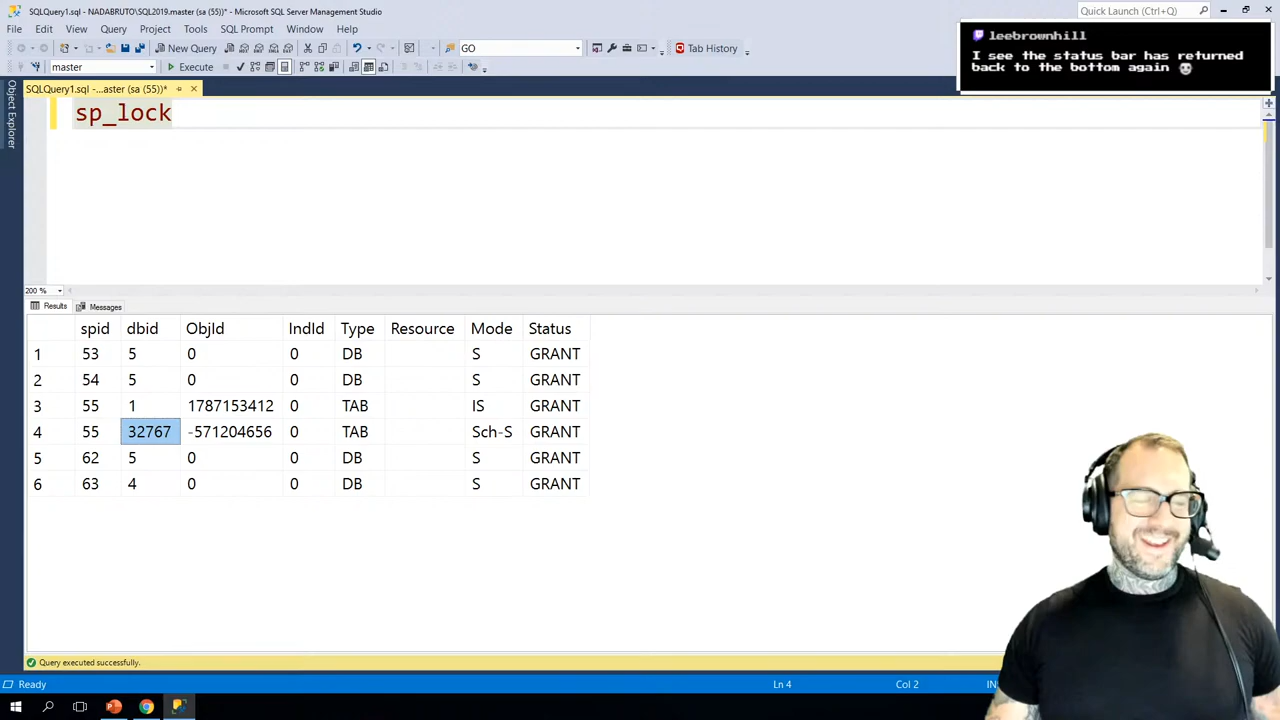 SQLQuery1.sql - NADABRUTO\SQL2019.master (sa (55))* - Microsoft SQL Server Management Studio
Quick Launch (Ctrl+Q)
File Edit View Query Project Tools SQL Prompt Window Help
leebrownhill
I see the status bar has returned
back to the bottom again
New Query GO Tab History
master Execute
SQLQuery1.sql -...aster (sa (55))*
Object Explorer
sp_lock
200 %
Results Messages
spid dbid ObjId IndId Type Resource Mode Status
1 53 5 0 0 DB S GRANT
2 54 5 0 0 DB S GRANT
3 55 1 1787153412 0 TAB IS GRANT
4 55 32767 -571204656 0 TAB Sch-S GRANT
5 62 5 0 0 DB S GRANT
6 63 4 0 0 DB S GRANT
Query executed successfully.
Ready Ln 4 Col 2 IN